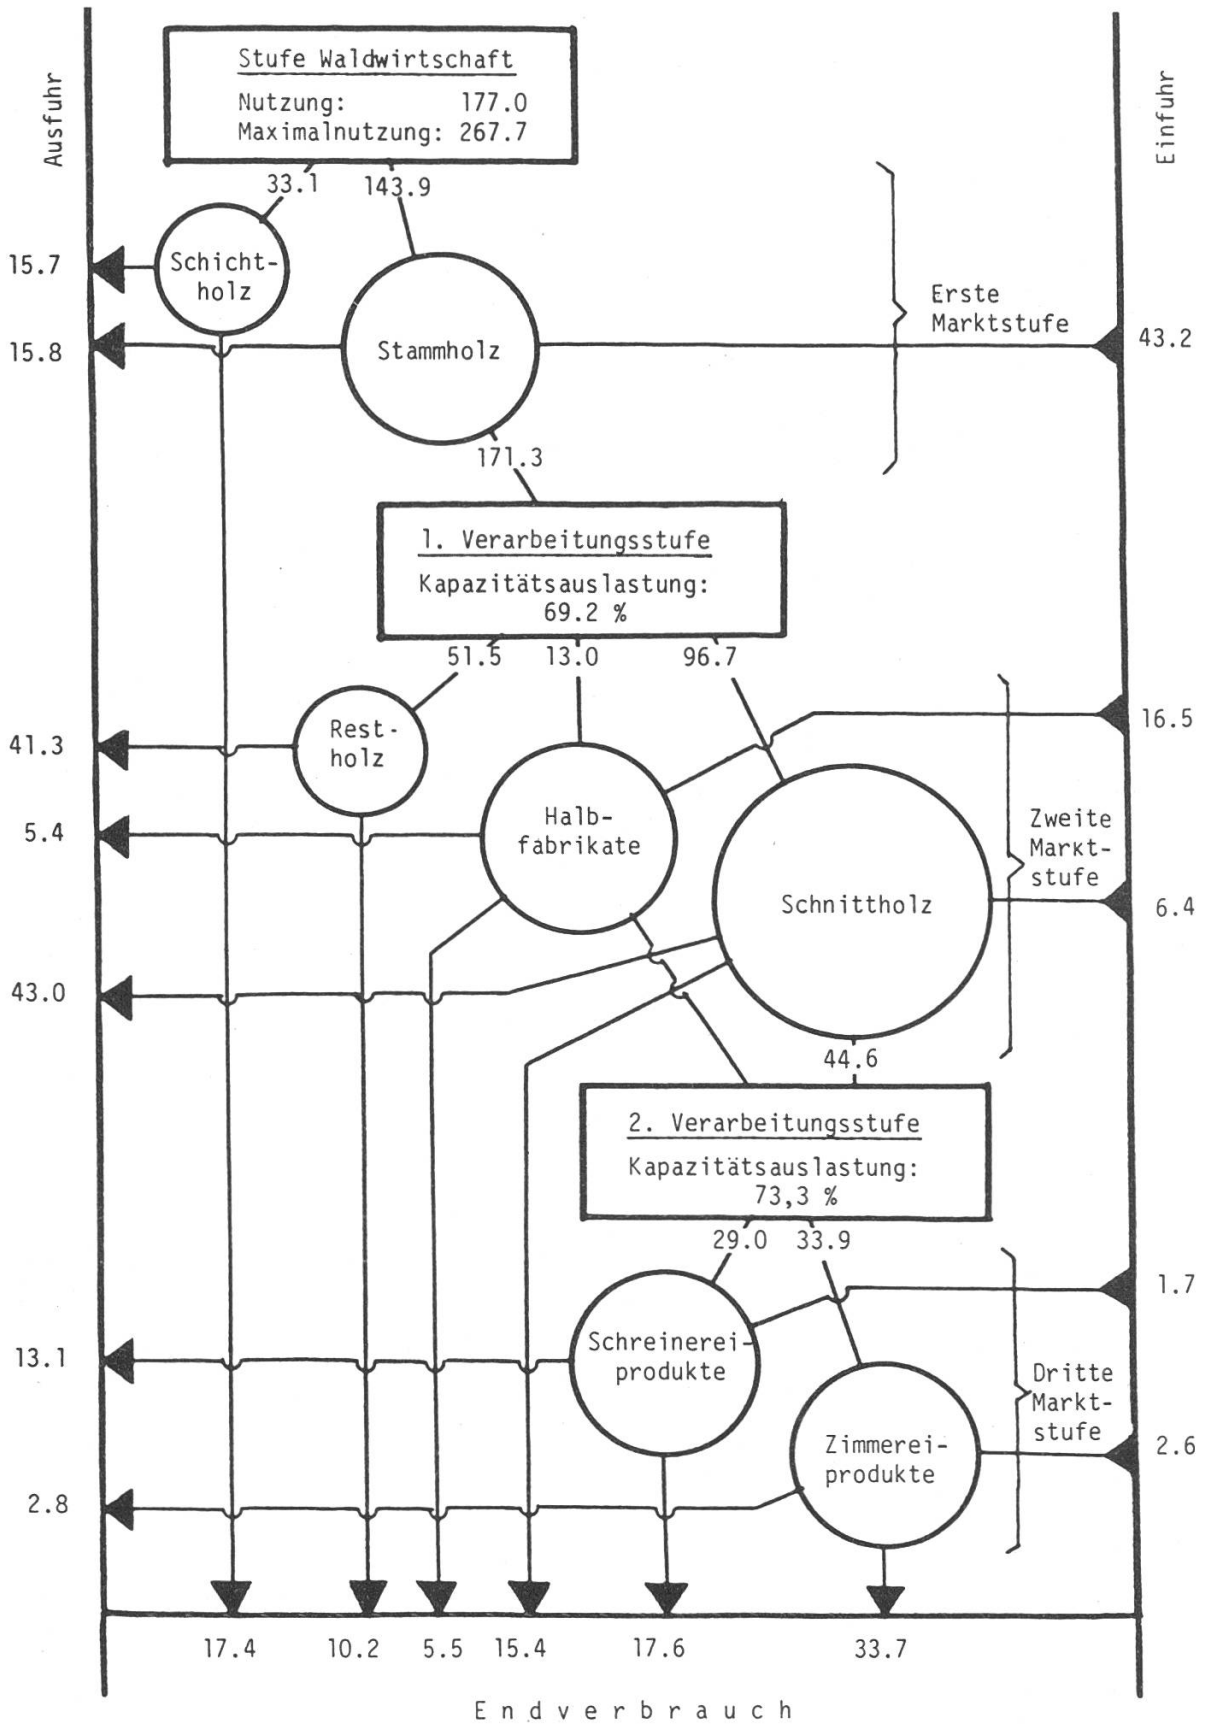 Ausfuhr
Einfuhr
Stufe Waldwirtschaft
Nutzung: 177.0
Maximalnutzung: 267.7
33.1 143.9
15.7
Schicht-
holz
Erste
Marktstufe
15.8
Stammholz
43.2
171.3
1. Verarbeitungsstufe
Kapazitätsauslastung:
69.2 %
51.5 13.0 96.7
16.5
41.3
Rest-
holz
5.4
Halb-
fabrikate
Zweite
Markt-
stufe
Schnittholz
6.4
43.0
44.6
2. Verarbeitungsstufe
Kapazitätsauslastung:
73,3 %
29.0 33.9
1.7
13.1
Schreinerei-
produkte
Dritte
Markt-
stufe
Zimmerei-
produkte
2.6
2.8
17.4 10.2 5.5 15.4 17.6 33.7
Endverbrauch